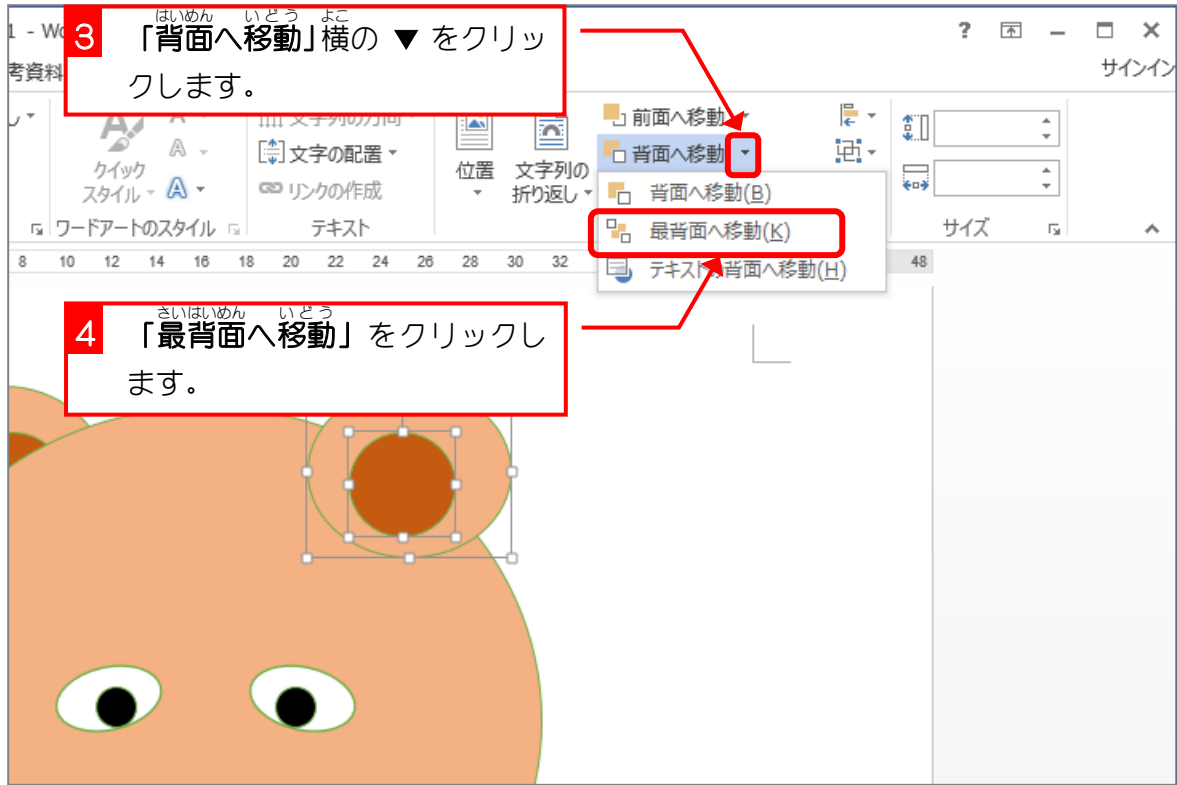 1 - Wo
?
考資料
サインイン
3
はいめん いどう よこ
「背面へ移動」横の ▼ をクリッ
クします。
文字列の方向
クイック
スタイル
文字の配置
リンクの作成
位置
文字列の
折り返し
前面へ移動
背面へ移動
背面へ移動(B)
最背面へ移動(K)
テキストの背面へ移動(H)
ワードアートのスタイル
テキスト
サイズ
8 10 12 14 16 18 20 22 24 26 28 30 32 48
4
さいはいめん いどう
「最背面へ移動」をクリックし
ます。